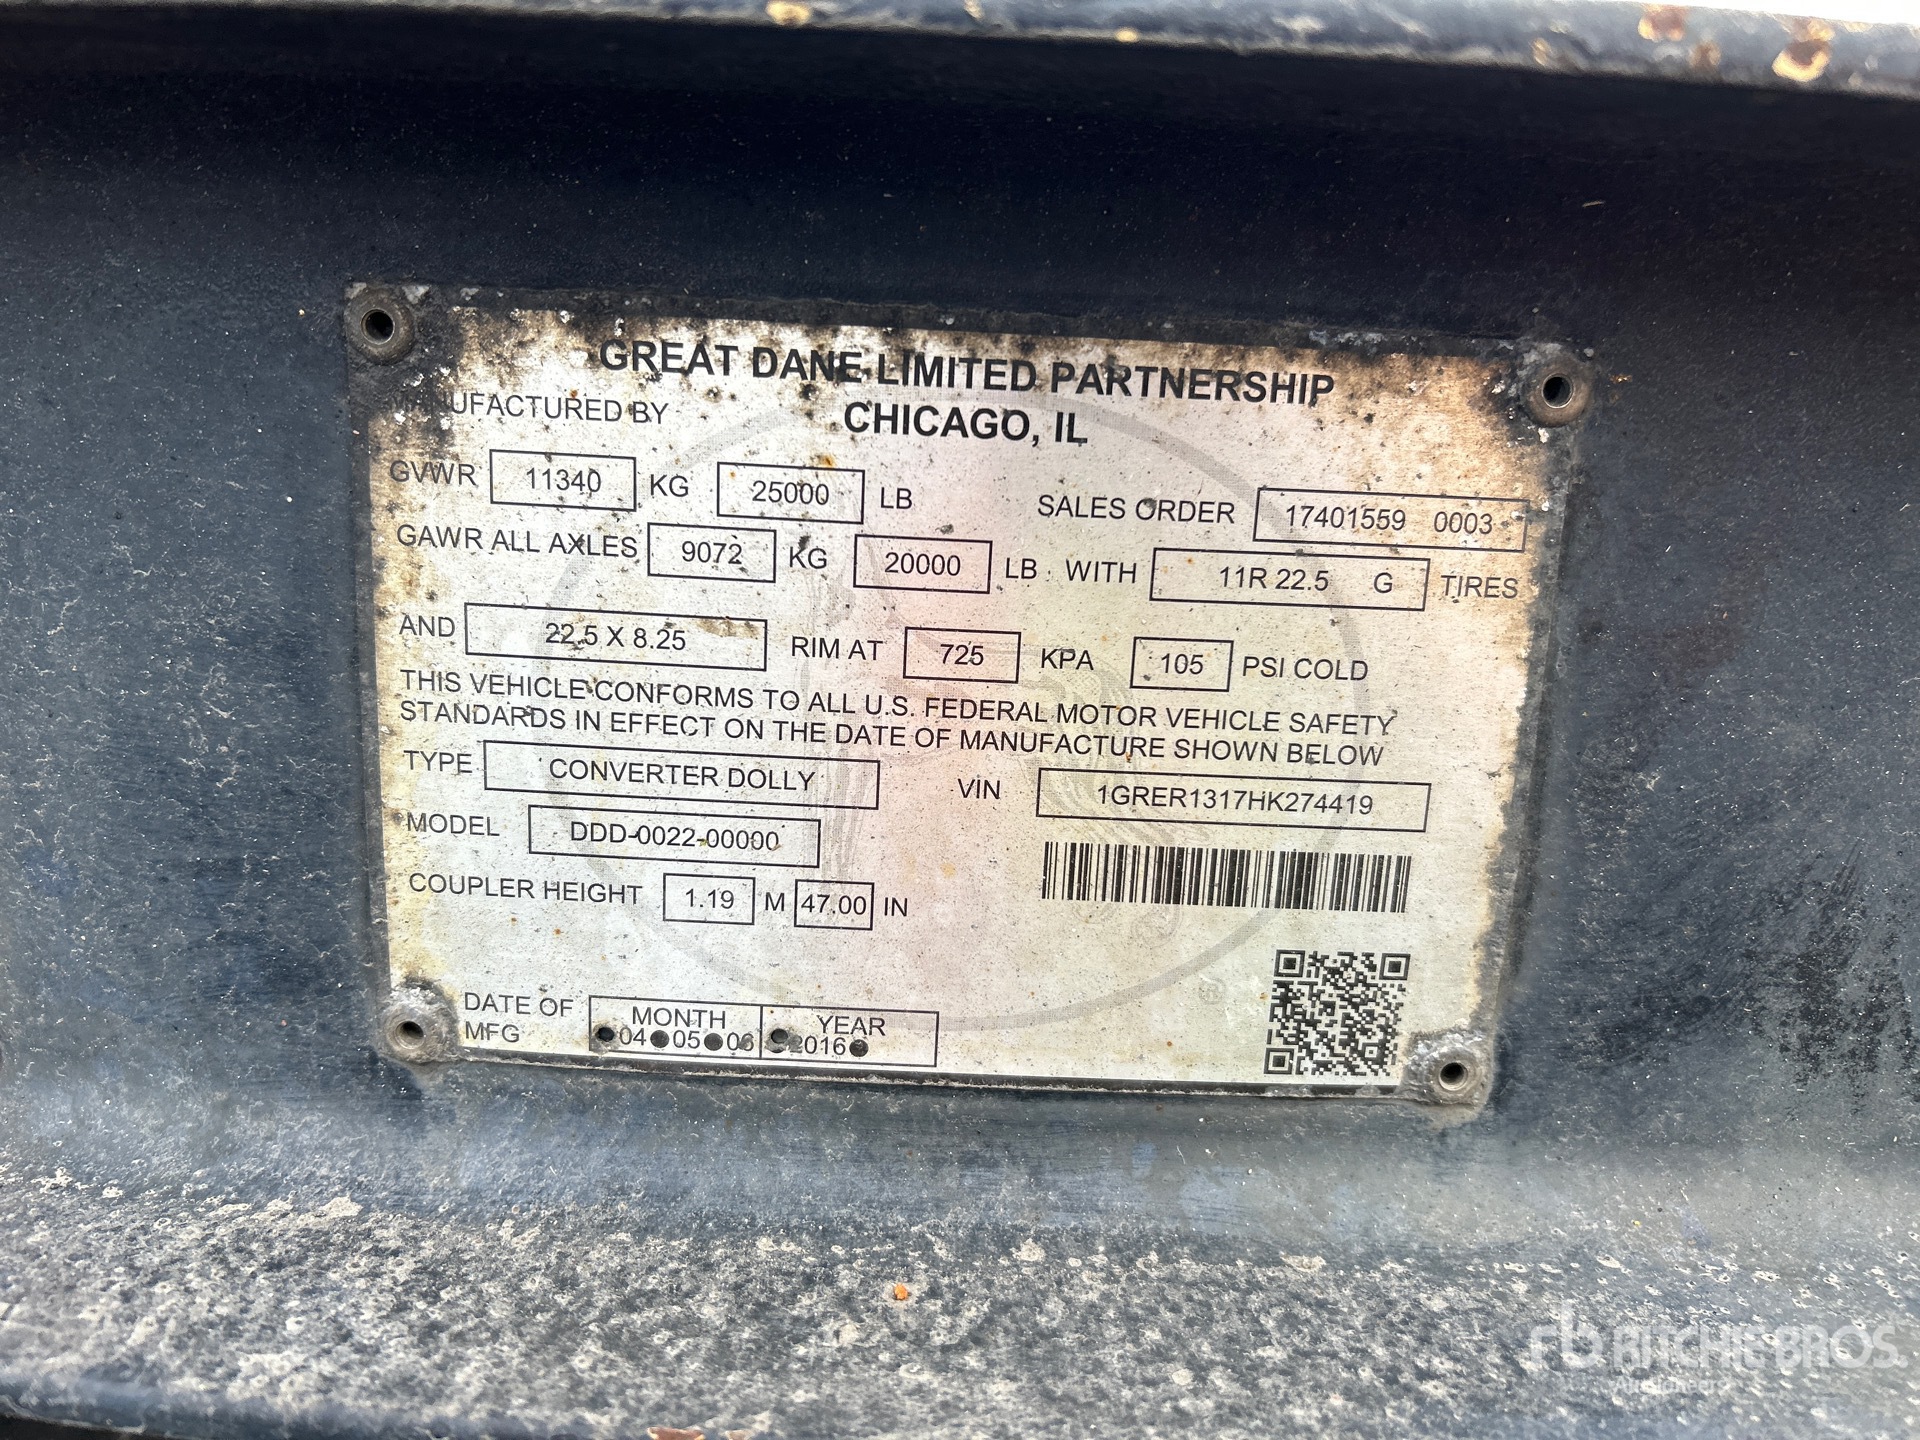 GREAT DANE LIMITED PARTNERSHIP
MANUFACTURED BY CHICAGO, IL
GVWR 11340 KG 25000 LB SALES ORDER 17401559 0003
GAWR ALL AXLES 9072 KG 20000 LB WITH 11R 22.5 G TIRES
AND 22.5 X 8.25 RIM AT 725 KPA 105 PSI COLD
THIS VEHICLE CONFORMS TO ALL U.S. FEDERAL MOTOR VEHICLE SAFETY
STANDARDS IN EFFECT ON THE DATE OF MANUFACTURE SHOWN BELOW
TYPE CONVERTER DOLLY VIN 1GRER1317HK274419
MODEL DDD-0022-00000
COUPLER HEIGHT 1.19 M 47.00 IN
DATE OF MFG MONTH YEAR
04 05 06 2016
rb RITCHIE BROS.
Auctioneers